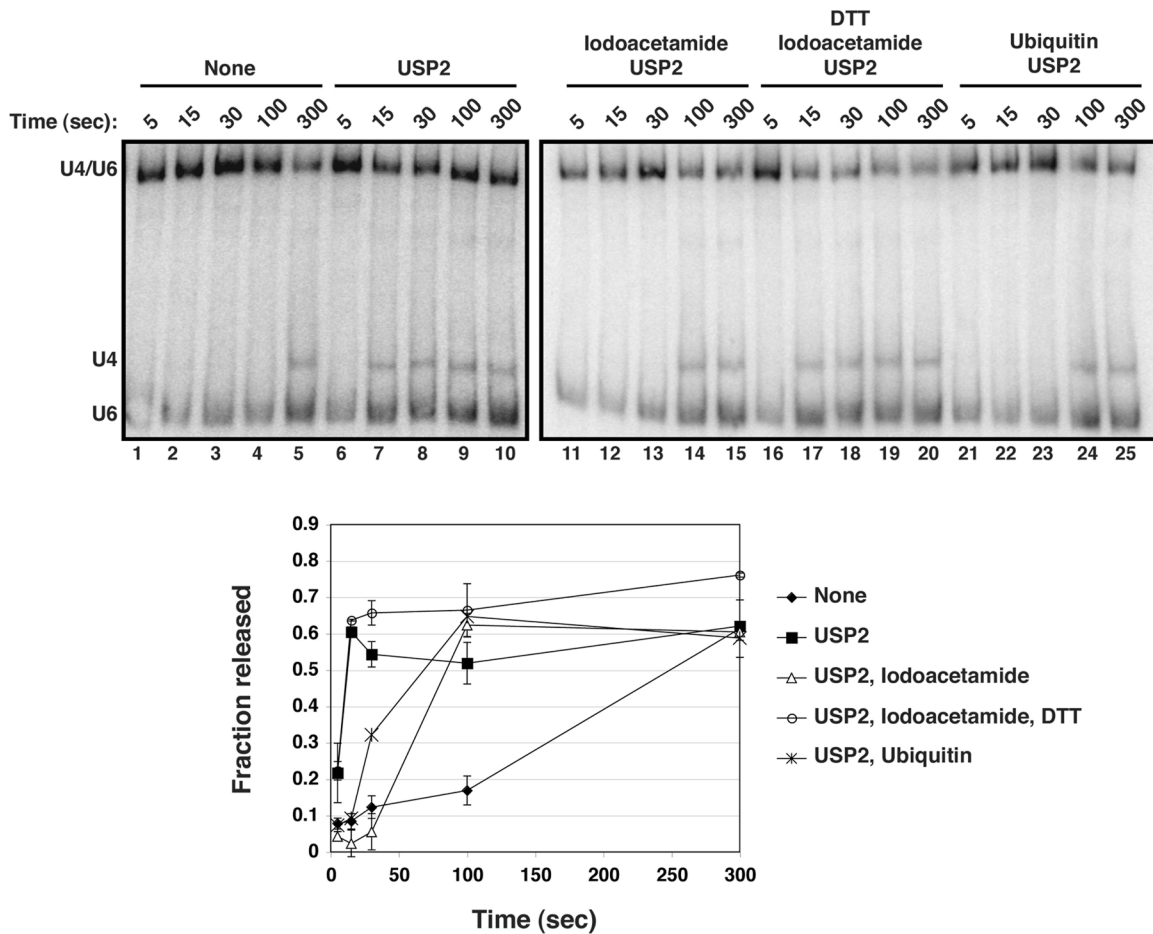 DTT
Iodoacetamide Iodoacetamide Ubiquitin
None USP2 USP2 USP2 USP2
Time (sec): 5 15 30 100 300 5 15 30 100 300 5 15 30 100 300 5 15 30 100 300 5 15 30 100 300
U4/U6
U4
U6
1 2 3 4 5 6 7 8 9 10 11 12 13 14 15 16 17 18 19 20 21 22 23 24 25
0.9
0.8
0.7
0.6
0.5
0.4
0.3
0.2
0.1
0
Fraction released
0 50 100 150 200 250 300
Time (sec)
None
USP2
USP2, Iodoacetamide
USP2, Iodoacetamide, DTT
USP2, Ubiquitin